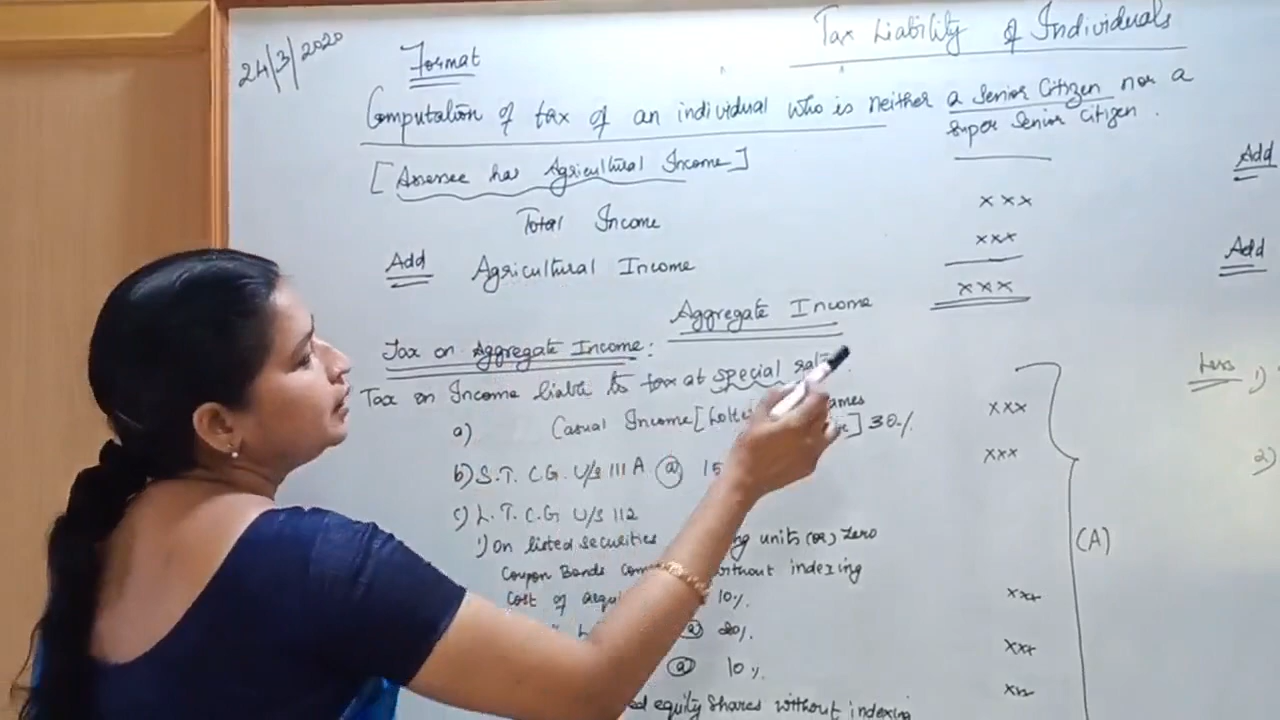 24/3/2020
Format
Tax Liability of Individuals
Computation of tax of an individual who is neither a Senior Citizen nor a
super Senior Citizen.
[Assessee has Agricultural Income]
Add
Total Income xxx
Add Agricultural Income xxx
Add
Aggregate Income xxx
Tax on Aggregate Income:
Tax on Income liable to tax at special
Less 1)
a) Casual Income [ 30% xxx
b) S.T.C.G. U/s 111A @ 15 xxx
2)
c) L.T.C.G U/s 112
(A)
1) On listed securities units (or) Zero
Coupon Bonds without indexing
Cost of 10%. xxx
@ 20%. xxx
@ 10%. xxx
equity shares without indexing